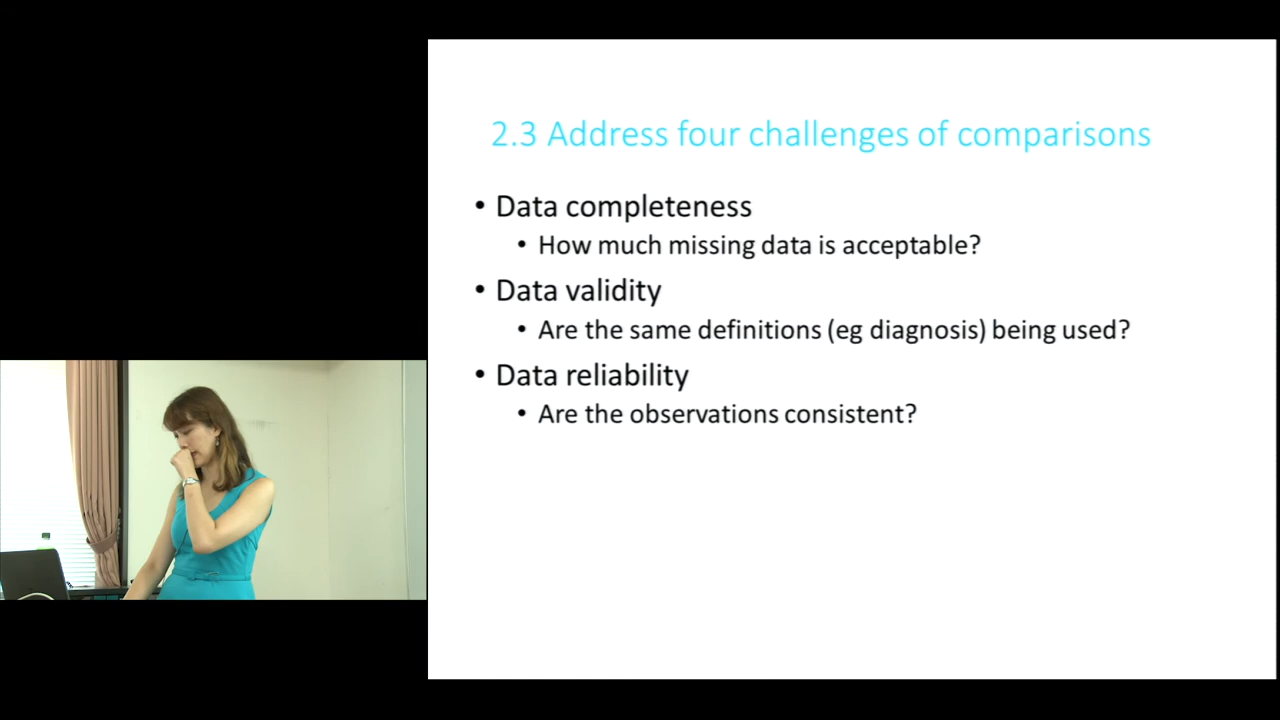 2.3 Address four challenges of comparisons
• Data completeness
• How much missing data is acceptable?
• Data validity
• Are the same definitions (eg diagnosis) being used?
• Data reliability
• Are the observations consistent?